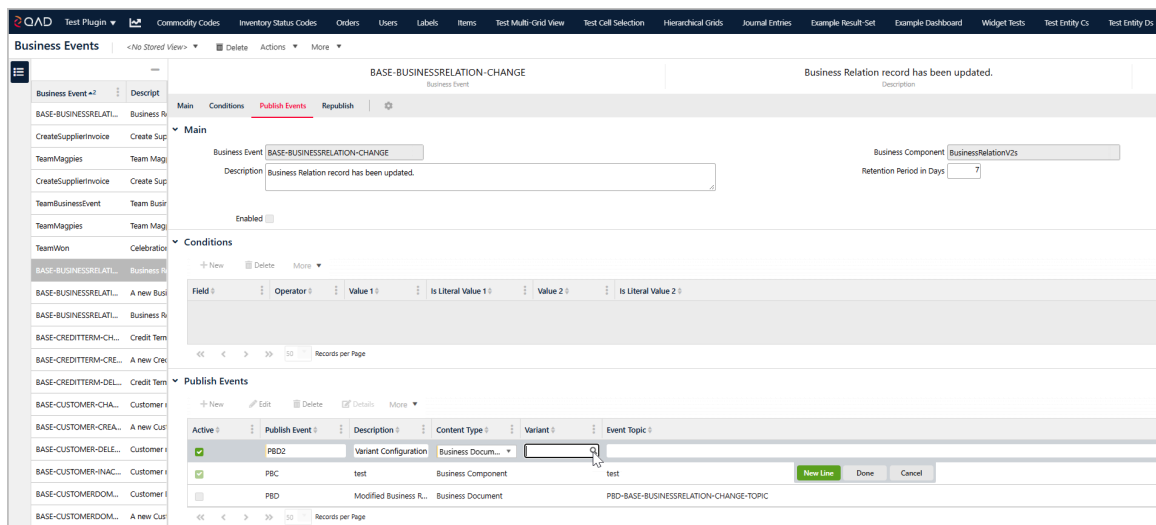 QAD Test Plugin Commodity Codes Inventory Status Codes Orders Users Labels Items Test Multi-Grid View Test Cell Selection Hierarchical Grids Journal Entries Example Result-Set Example Dashboard Widget Tests Test Entity Cs Test Entity Ds
Business Events <No Stored View> Delete Actions More
BASE-BUSINESSRELATION-CHANGE Business Relation record has been updated.
Business Event Description
Business Event 2 Descript
Main Conditions Publish Events Republish
BASE-BUSINESSRELATI... Business R
Main
CreateSupplierInvoice Create Sup
Business Event BASE-BUSINESSRELATION-CHANGE Business Component BusinessRelationV2s
TeamMagpies Team Mag
Description Business Relation record has been updated. Retention Period in Days 7
CreateSupplierInvoice Create Sup
TeamBusinessEvent Team Busin
Enabled
TeamMagpies Team Mag
Conditions
TeamWon Celebration
New Delete More
BASE-BUSINESSRELATI... Business R
Field Operator Value 1 Is Literal Value 1 Value 2 Is Literal Value 2
BASE-BUSINESSRELATI... A new Busi
BASE-BUSINESSRELATI... Business R
BASE-CREDITTERM-CH... Credit Tem
50 Records per Page
BASE-CREDITTERM-CRE... A new Cred
BASE-CREDITTERM-DEL... Credit Tem
Publish Events
BASE-CUSTOMER-CHA... Customer
New Edit Delete Details More
BASE-CUSTOMER-CREA... A new Cus
Active Publish Event Description Content Type Variant Event Topic
BASE-CUSTOMER-DELE... Customer
PBD2 Variant Configuration Business Docum...
BASE-CUSTOMER-INAC... Customer
PBC test Business Component test
New Line Done Cancel
BASE-CUSTOMERDOM... Customer
PBD Modified Business R... Business Document PBD-BASE-BUSINESSRELATION-CHANGE-TOPIC
BASE-CUSTOMERDOM... A new Cus
50 Records per Page